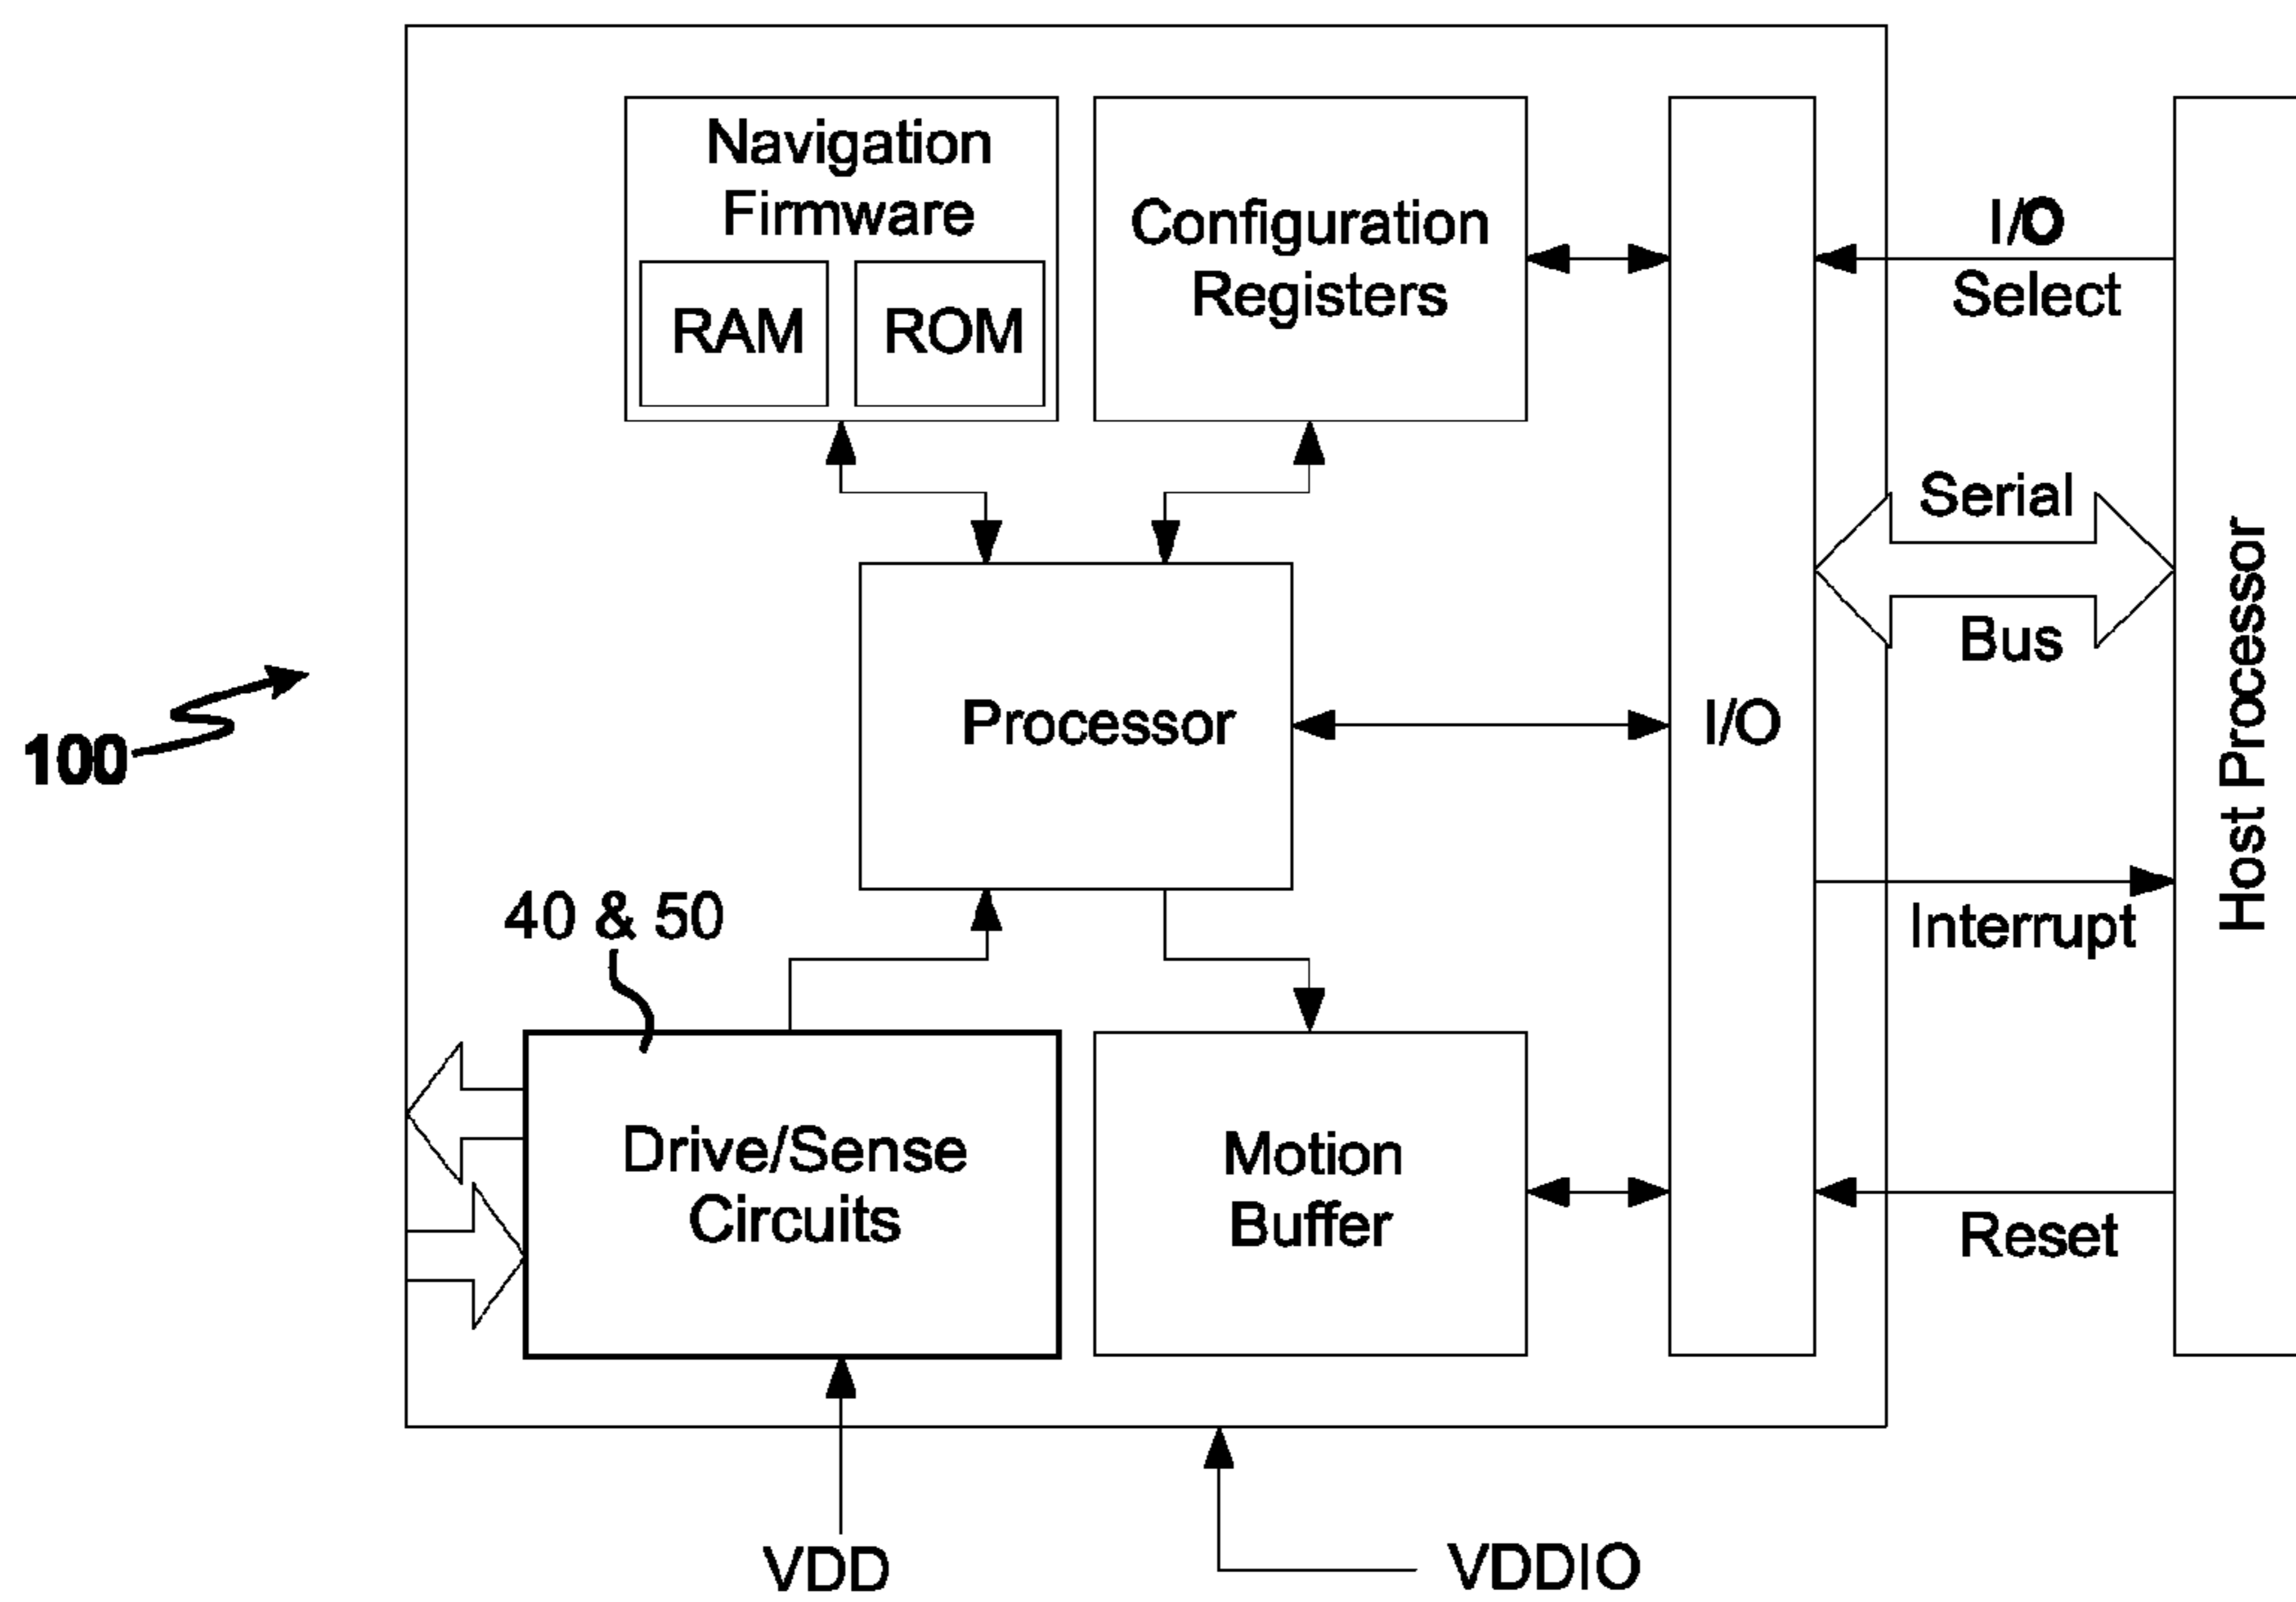 Navigation
Firmware
RAM
ROM
Configuration
Registers
I/O
Select
Serial
Bus
Processor
I/O
Host Processor
100
40 & 50
Interrupt
Drive/Sense
Circuits
Motion
Buffer
Reset
VDD
VDDIO